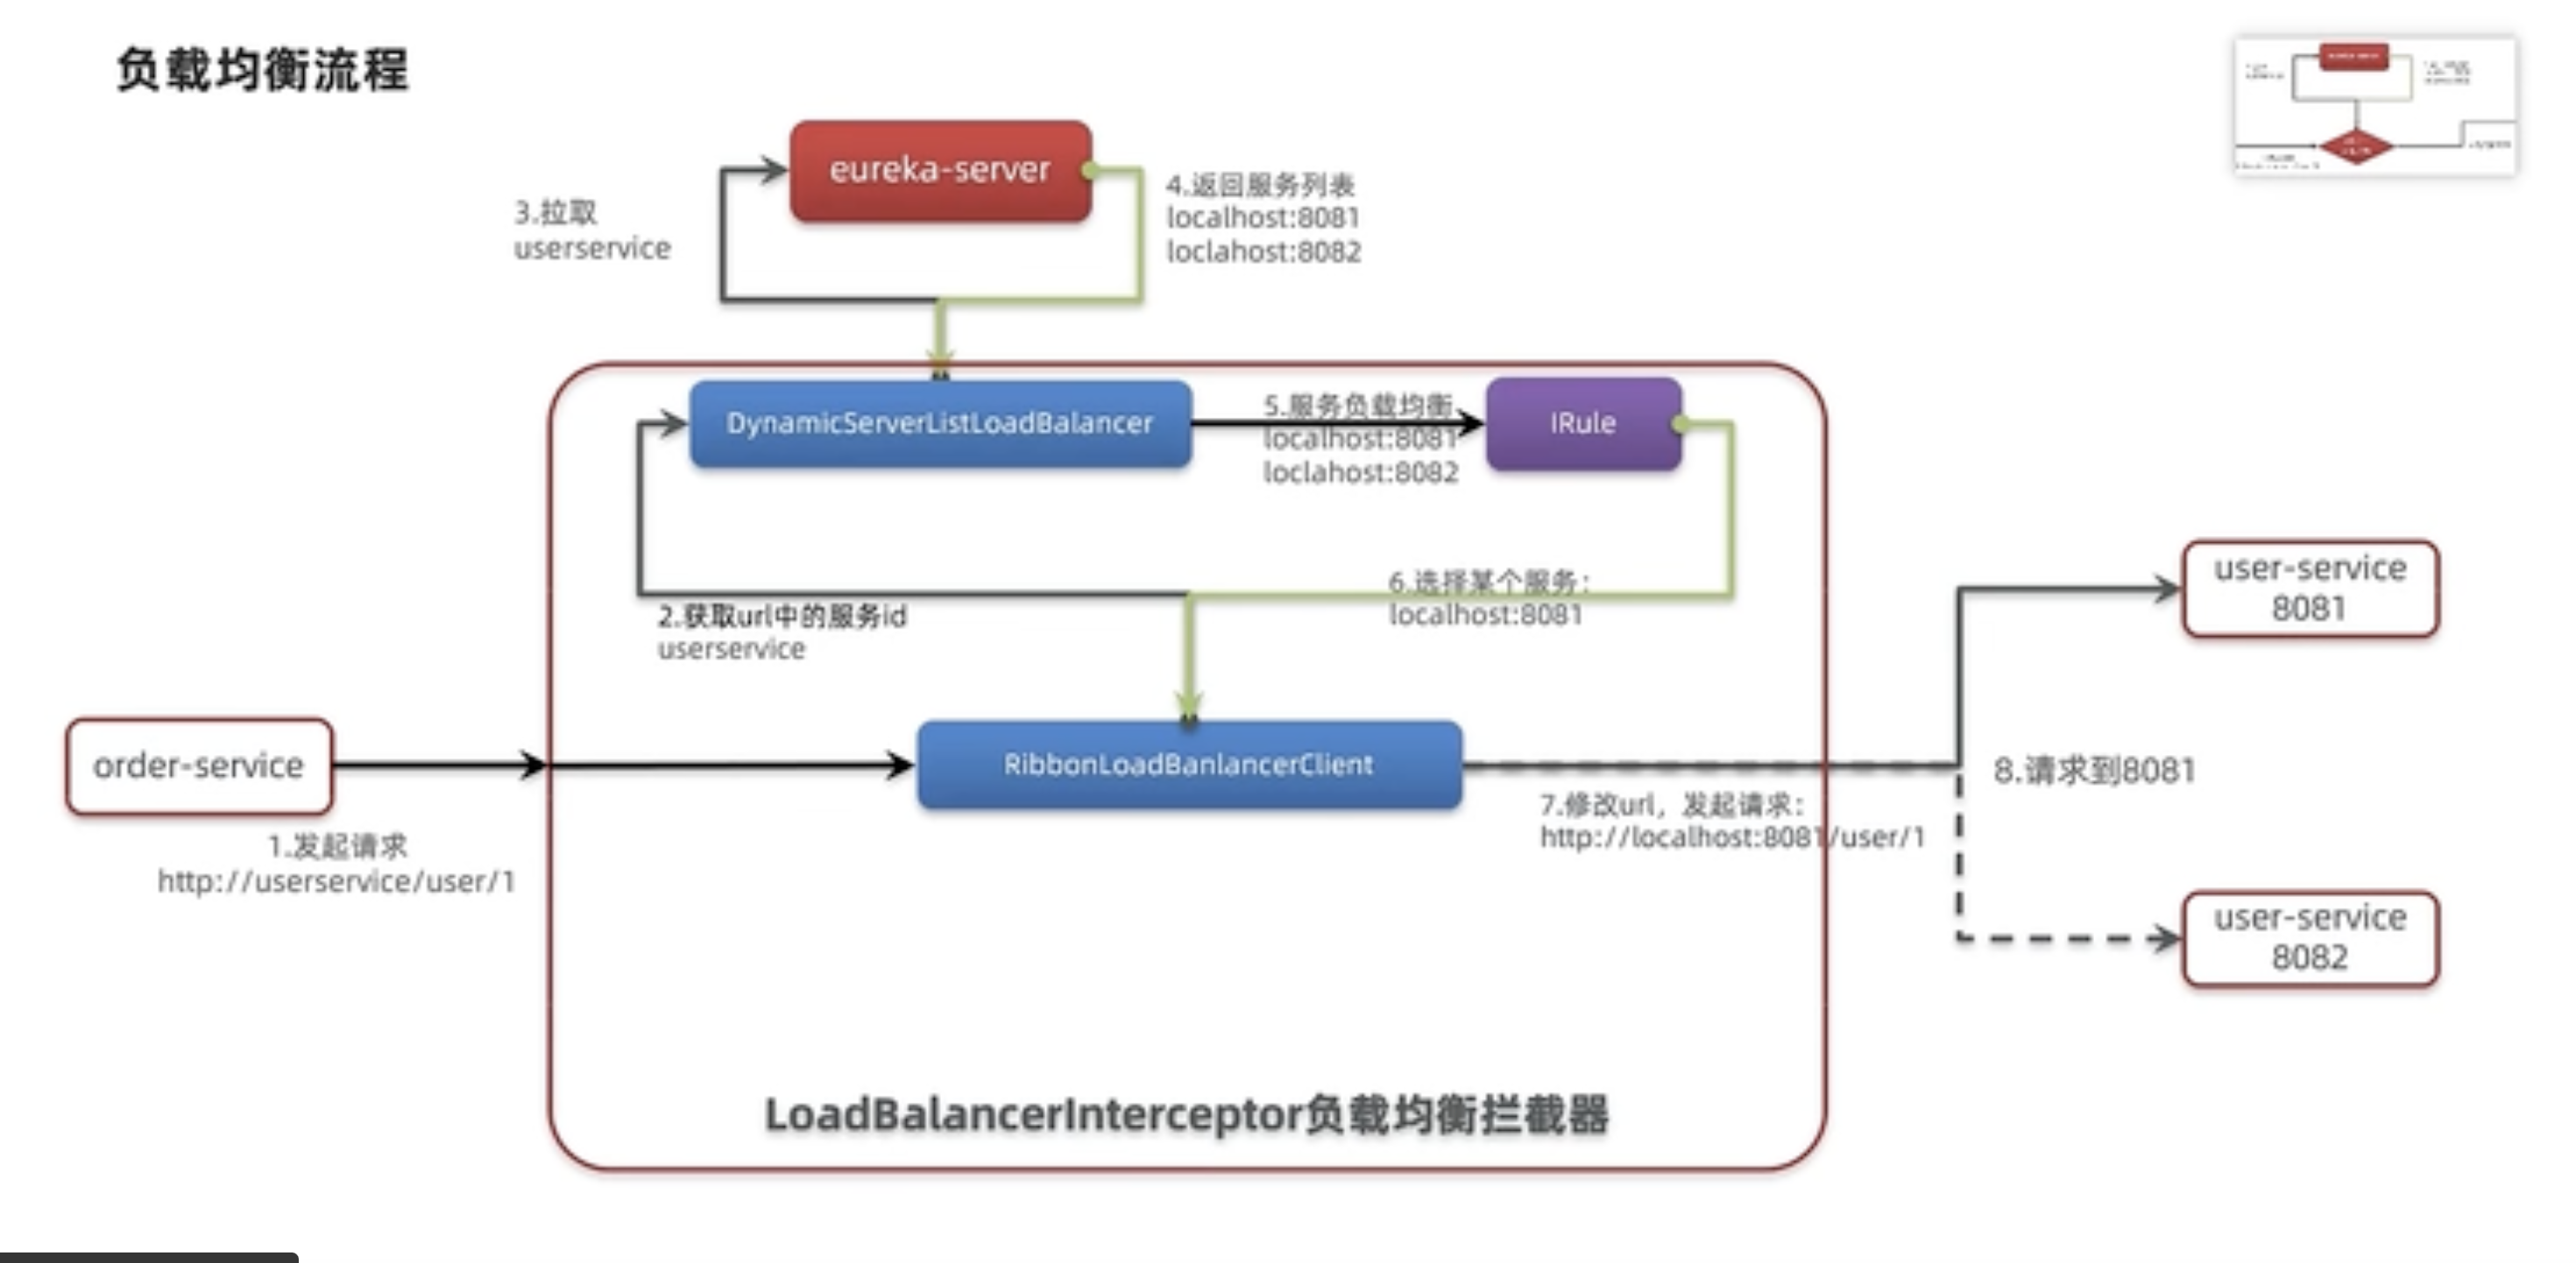 负载均衡流程
eureka-server
3.拉取
userservice
4.返回服务列表
localhost:8081
loclahost:8082
DynamicServerListLoadBalancer
5.服务负载均衡
localhost:8081
loclahost:8082
IRule
2.获取url中的服务id
userservice
6.选择某个服务：
localhost:8081
order-service
1.发起请求
http://userservice/user/1
RibbonLoadBanlancerClient
7.修改url，发起请求：
http://localhost:8081/user/1
user-service
8081
8.请求到8081
user-service
8082
LoadBalancerInterceptor负载均衡拦截器